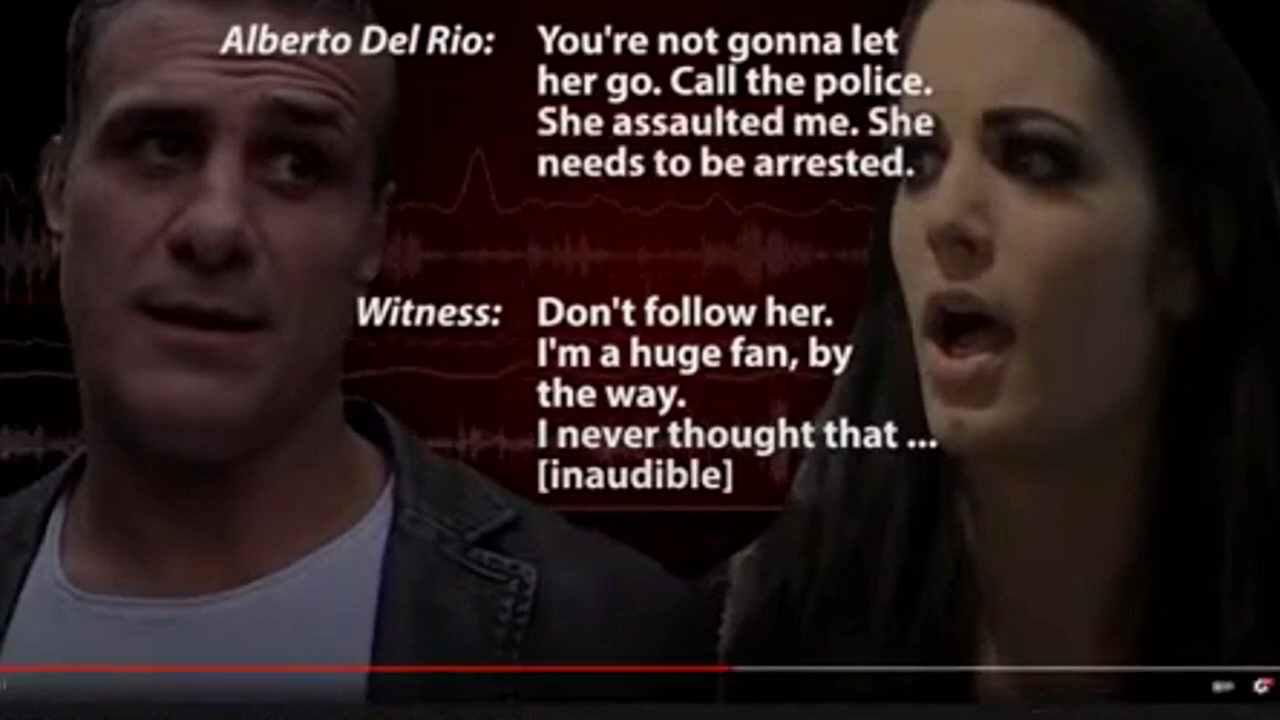 Alberto Del Rio: You're not gonna let
her go. Call the police.
She assaulted me. She
needs to be arrested.
Witness: Don't follow her.
I'm a huge fan, by
the way.
I never thought that ...
[inaudible]